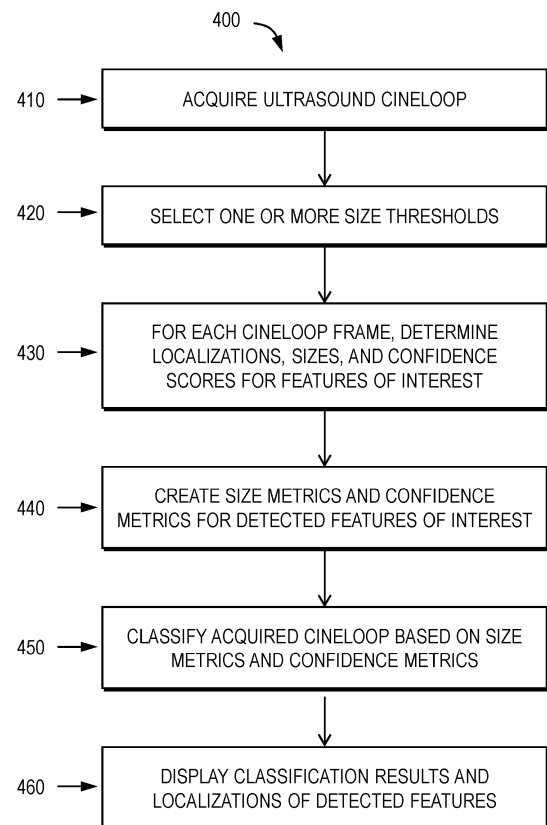 400
410
ACQUIRE ULTRASOUND CINELOOP
420
SELECT ONE OR MORE SIZE THRESHOLDS
430
FOR EACH CINELOOP FRAME, DETERMINE
LOCALIZATIONS, SIZES, AND CONFIDENCE
SCORES FOR FEATURES OF INTEREST
440
CREATE SIZE METRICS AND CONFIDENCE
METRICS FOR DETECTED FEATURES OF INTEREST
450
CLASSIFY ACQUIRED CINELOOP BASED ON SIZE
METRICS AND CONFIDENCE METRICS
460
DISPLAY CLASSIFICATION RESULTS AND
LOCALIZATIONS OF DETECTED FEATURES